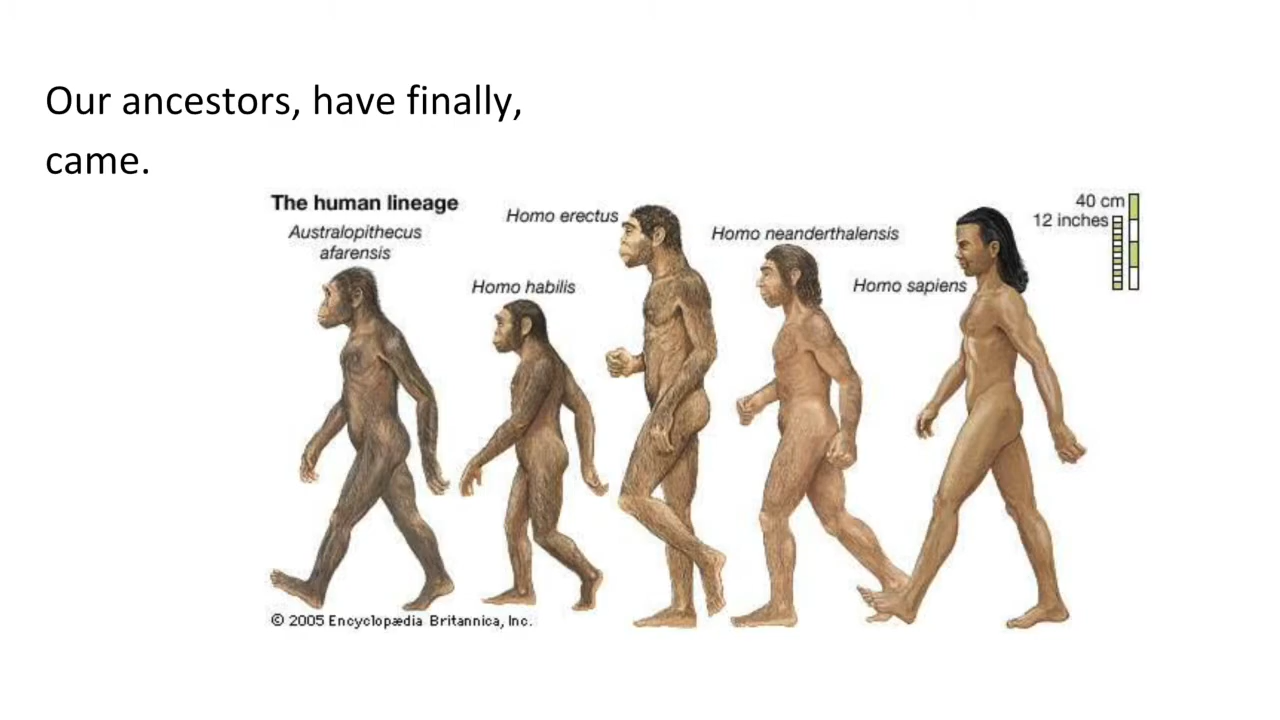 Our ancestors, have finally,
came.
The human lineage
Australopithecus
afarensis
Homo habilis
Homo erectus
Homo neanderthalensis
Homo sapiens
40 cm
12 inches
© 2005 Encyclopædia Britannica, Inc.